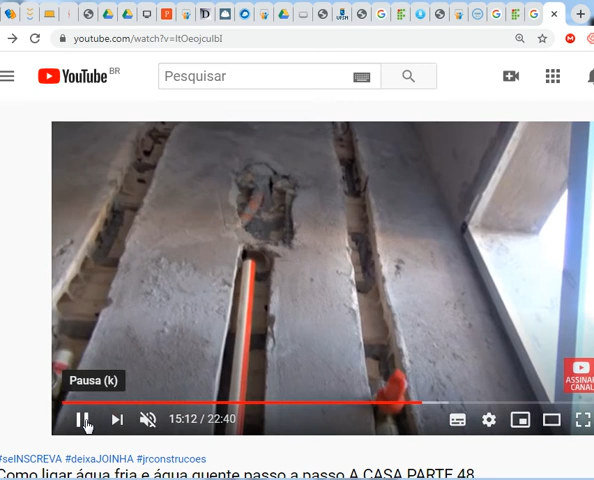 youtube.com/watch?v=ItOeojcuIbI
YouTube BR
Pesquisar
Pausa (k)
ASSINAR
CANAL
15:12 / 22:40
#seINSCREVA #deixaJOINHA #jrconstrucoes
Como ligar água fria e água quente passo a passo A CASA PARTE 48